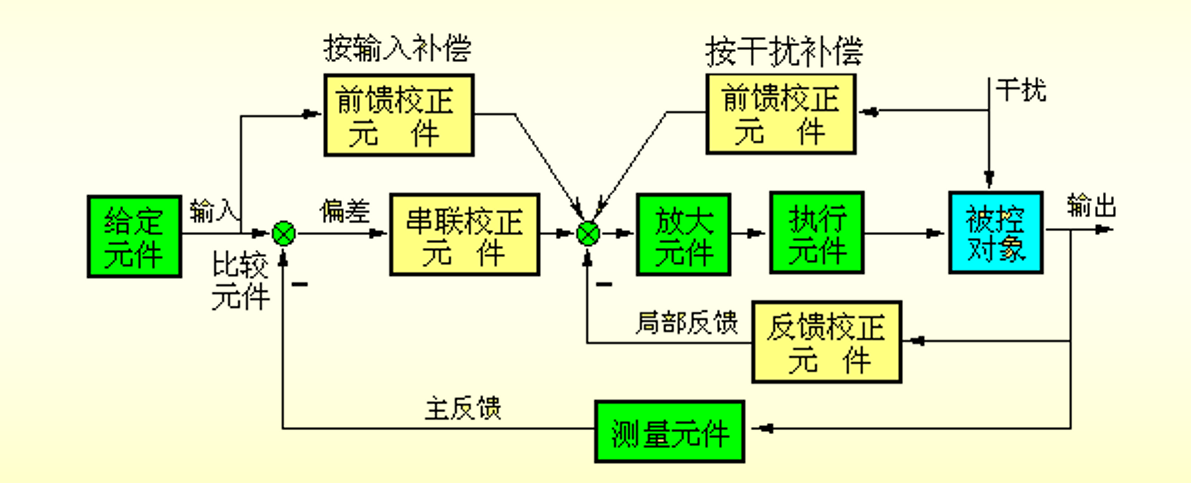 按输入补偿
按干扰补偿
前馈校正
元 件
前馈校正
元 件
干扰
给定
元件
输入
比较
元件
偏差
串联校正
元 件
放大
元件
执行
元件
被控
对象
输出
局部反馈
反馈校正
元 件
主反馈
测量元件